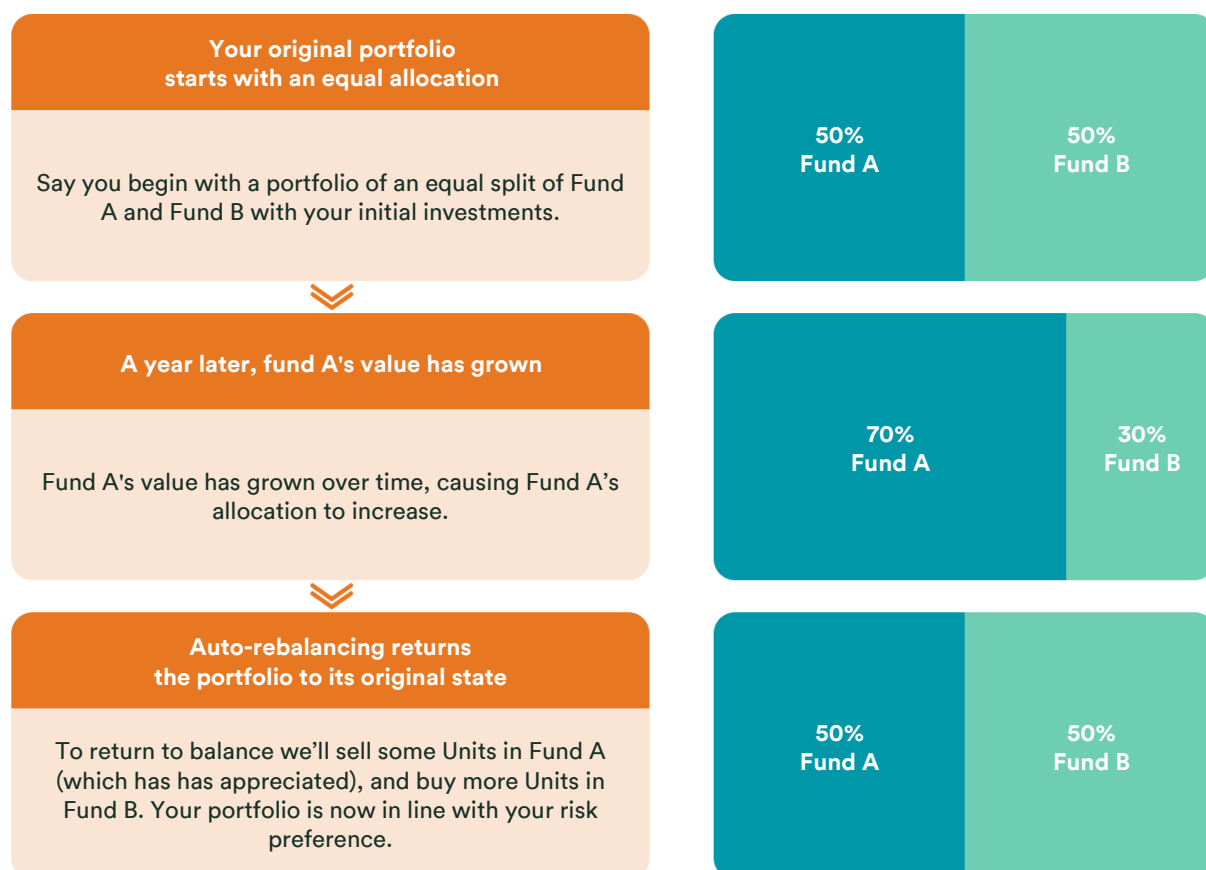 Your original portfolio
starts with an equal allocation
50%
Fund A
50%
Fund B
Say you begin with a portfolio of an equal split of Fund
A and Fund B with your initial investments.
A year later, fund A's value has grown
70%
Fund A
30%
Fund B
Fund A's value has grown over time, causing Fund A’s
allocation to increase.
Auto-rebalancing returns
the portfolio to its original state
50%
Fund A
50%
Fund B
To return to balance we’ll sell some Units in Fund A
(which has has appreciated), and buy more Units in
Fund B. Your portfolio is now in line with your risk
preference.